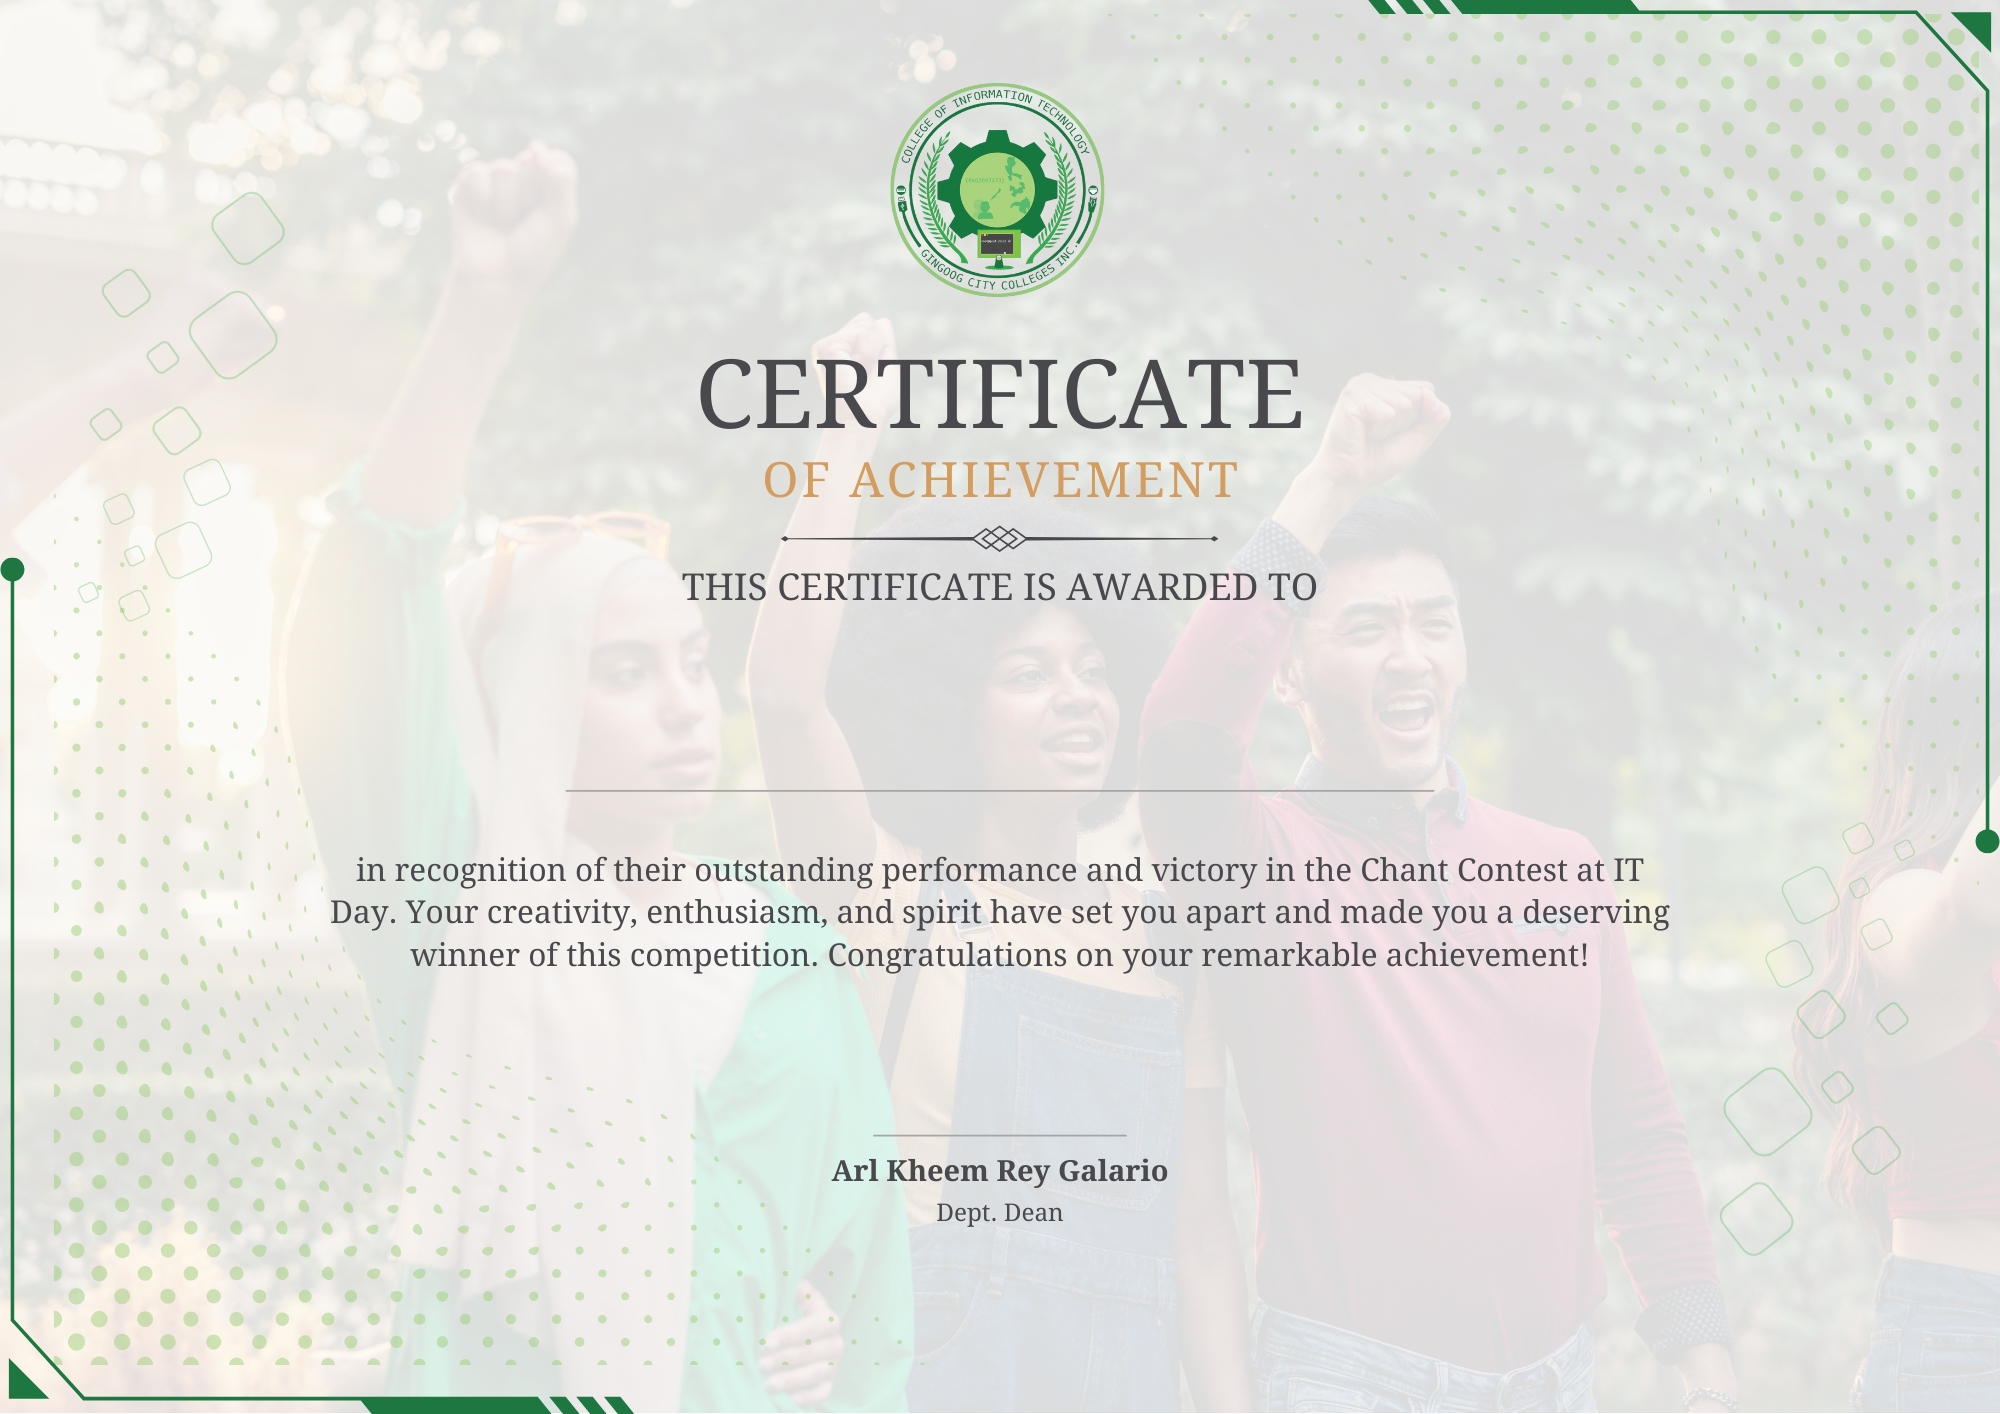 COLLEGE OF INFORMATION TECHNOLOGY
GINGOOG CITY COLLEGES INC.
CERTIFICATE
OF ACHIEVEMENT
THIS CERTIFICATE IS AWARDED TO
in recognition of their outstanding performance and victory in the Chant Contest at IT
Day. Your creativity, enthusiasm, and spirit have set you apart and made you a deserving
winner of this competition. Congratulations on your remarkable achievement!
Arl Kheem Rey Galario
Dept. Dean